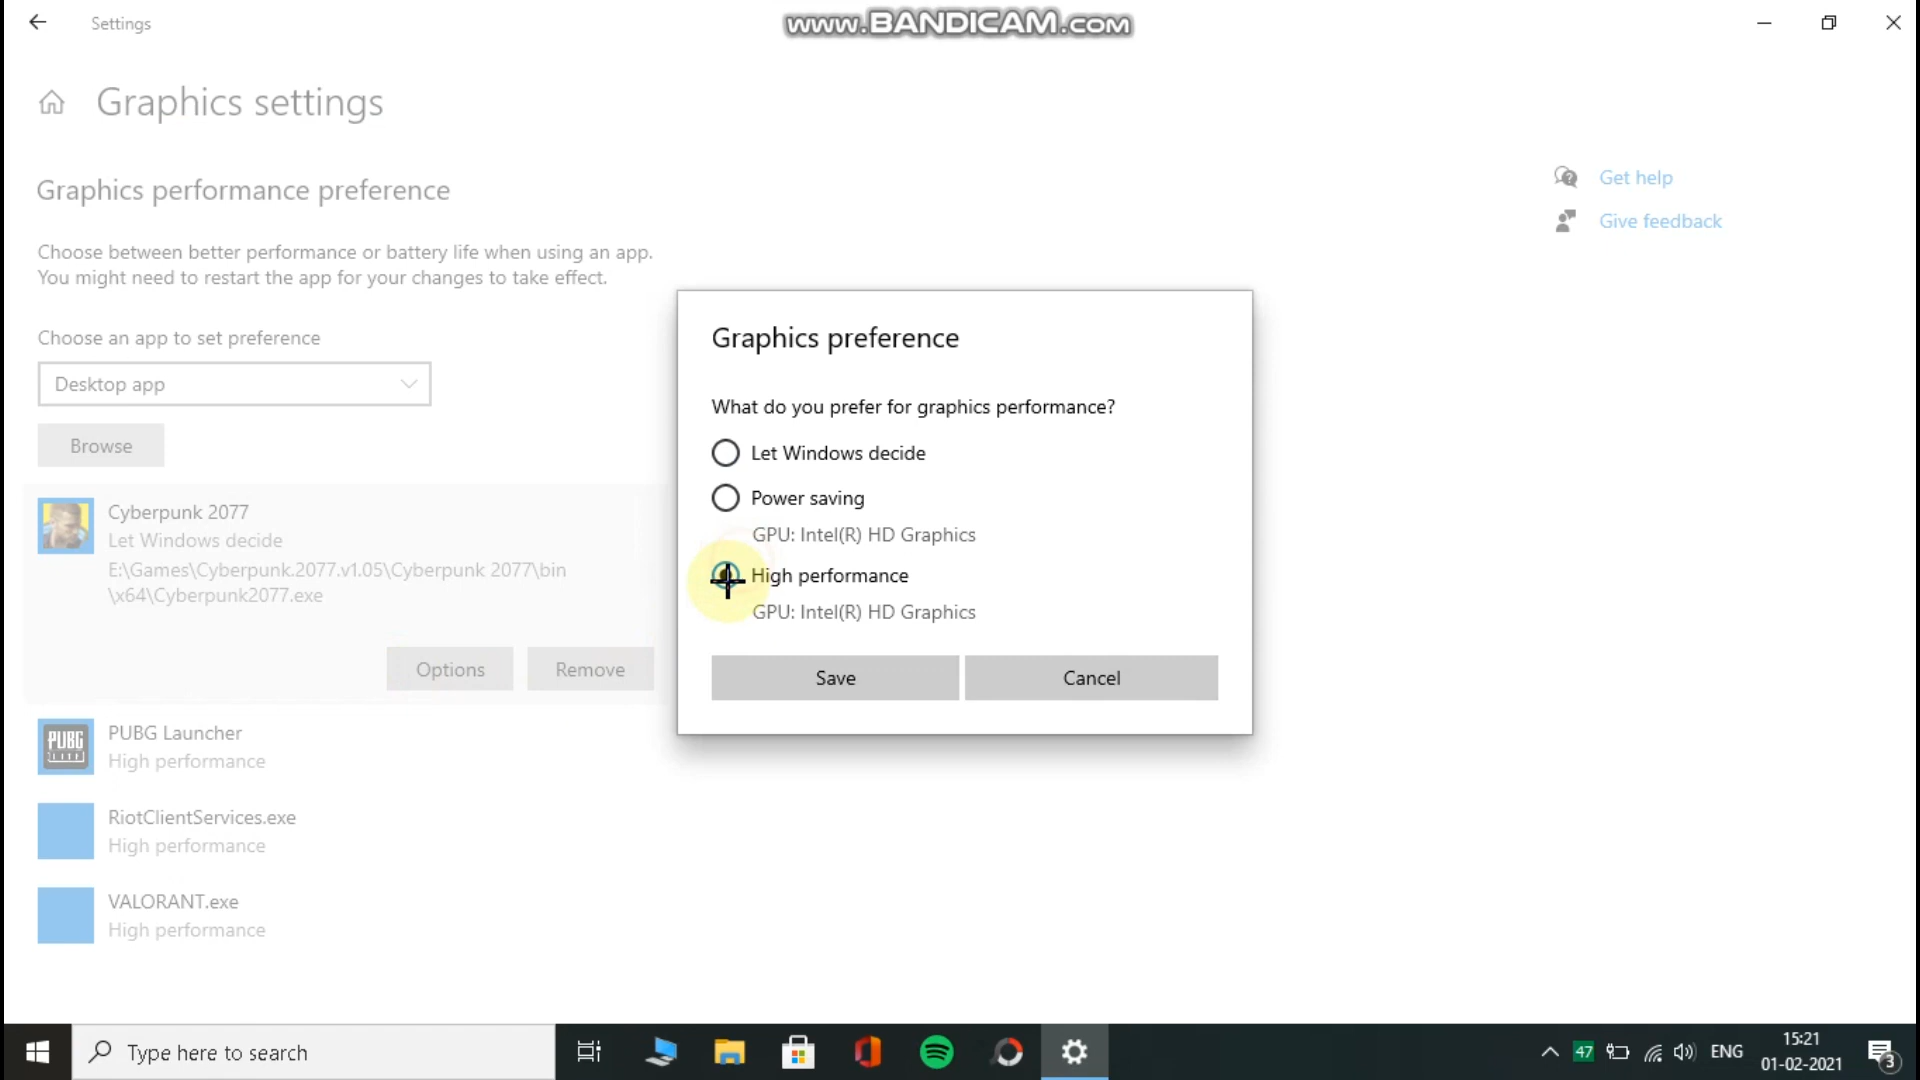 Settings
www.BANDICAM.com
Graphics settings
Graphics performance preference
Choose between better performance or battery life when using an app.
You might need to restart the app for your changes to take effect.
Choose an app to set preference
Desktop app
Browse
Cyberpunk 2077
Let Windows decide
E:\Games\Cyberpunk.2077.v1.05\Cyberpunk 2077\bin
\x64\Cyberpunk2077.exe
Options
Remove
PUBG Launcher
High performance
PUBG
RiotClientServices.exe
High performance
VALORANT.exe
High performance
Get help
Give feedback
Graphics preference
What do you prefer for graphics performance?
Let Windows decide
Power saving
GPU: Intel(R) HD Graphics
High performance
GPU: Intel(R) HD Graphics
Save
Cancel
Type here to search
47
ENG
15:21
01-02-2021
3